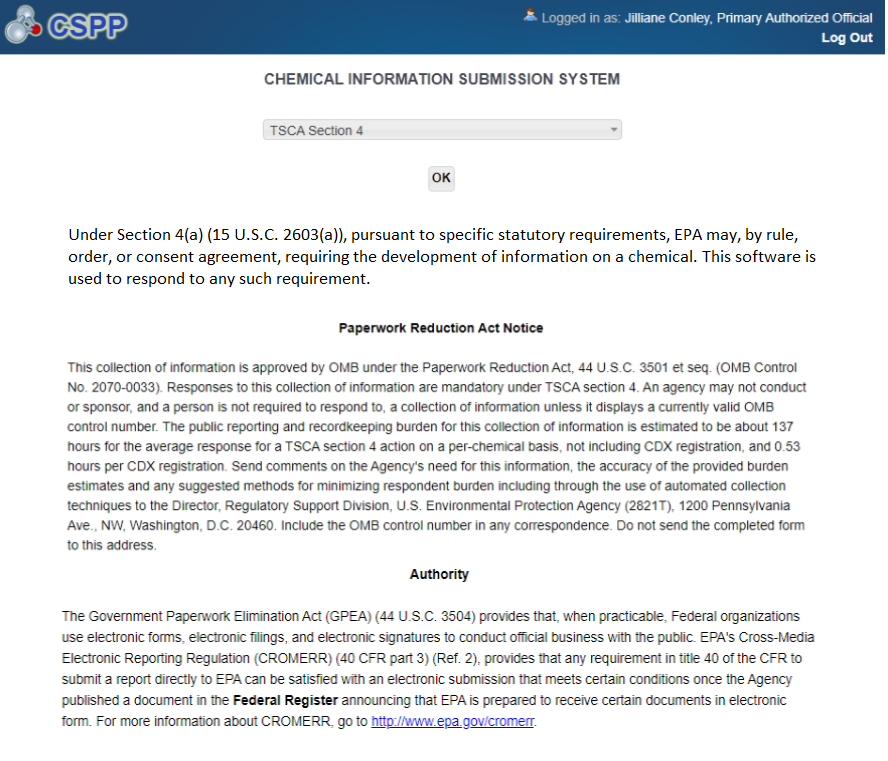 CSPP
Logged in as: Jilliane Conley, Primary Authorized Official
Log Out
CHEMICAL INFORMATION SUBMISSION SYSTEM
TSCA Section 4
OK
Under Section 4(a) (15 U.S.C. 2603(a)), pursuant to specific statutory requirements, EPA may, by rule,
order, or consent agreement, requiring the development of information on a chemical. This software is
used to respond to any such requirement.
Paperwork Reduction Act Notice
This collection of information is approved by OMB under the Paperwork Reduction Act, 44 U.S.C. 3501 et seq. (OMB Control
No. 2070-0033). Responses to this collection of information are mandatory under TSCA section 4. An agency may not conduct
or sponsor, and a person is not required to respond to, a collection of information unless it displays a currently valid OMB
control number. The public reporting and recordkeeping burden for this collection of information is estimated to be about 137
hours for the average response for a TSCA section 4 action on a per-chemical basis, not including CDX registration, and 0.53
hours per CDX registration. Send comments on the Agency's need for this information, the accuracy of the provided burden
estimates and any suggested methods for minimizing respondent burden including through the use of automated collection
techniques to the Director, Regulatory Support Division, U.S. Environmental Protection Agency (2821T), 1200 Pennsylvania
Ave., NW, Washington, D.C. 20460. Include the OMB control number in any correspondence. Do not send the completed form
to this address.
Authority
The Government Paperwork Elimination Act (GPEA) (44 U.S.C. 3504) provides that, when practicable, Federal organizations
use electronic forms, electronic filings, and electronic signatures to conduct official business with the public. EPA's Cross-Media
Electronic Reporting Regulation (CROMERR) (40 CFR part 3) (Ref. 2), provides that any requirement in title 40 of the CFR to
submit a report directly to EPA can be satisfied with an electronic submission that meets certain conditions once the Agency
published a document in the Federal Register announcing that EPA is prepared to receive certain documents in electronic
form. For more information about CROMERR, go to http://www.epa.gov/cromerr.